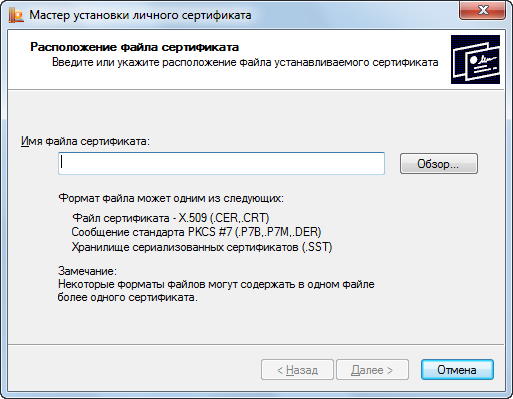 Мастер установки личного сертификата
Расположение файла сертификата
Введите или укажите расположение файла устанавливаемого сертификата
Имя файла сертификата:
Обзор...
Формат файла может одним из следующих:
Файл сертификата - X.509 (.CER,.CRT)
Сообщение стандарта PKCS #7 (.P7B,.P7M,.DER)
Хранилище сериализованных сертификатов (.SST)
Замечание:
Некоторые форматы файлов могут содержать в одном файле
более одного сертификата.
< Назад
Далее >
Отмена